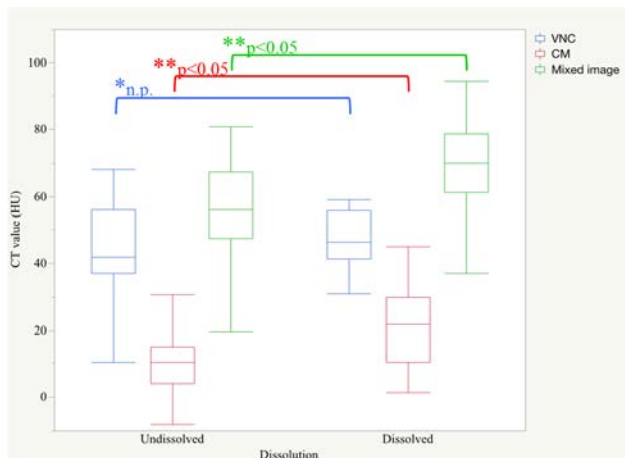 VNC
CM
Mixed image
**p<0.05
**p<0.05
*n.p.
100
80
60
40
20
0
CT value (HU)
Undissolved Dissolved
Dissolution